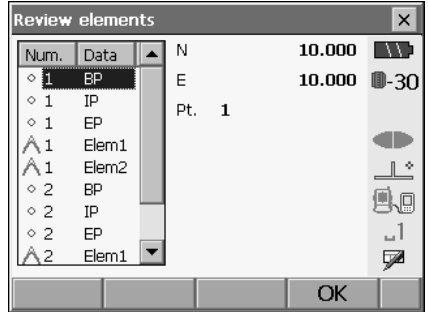 Review elements
Num. Data
1 BP
1 IP
1 EP
1 Elem1
1 Elem2
2 BP
2 IP
2 EP
2 Elem1
N 10.000
E 10.000
Pt. 1
-30
1
OK